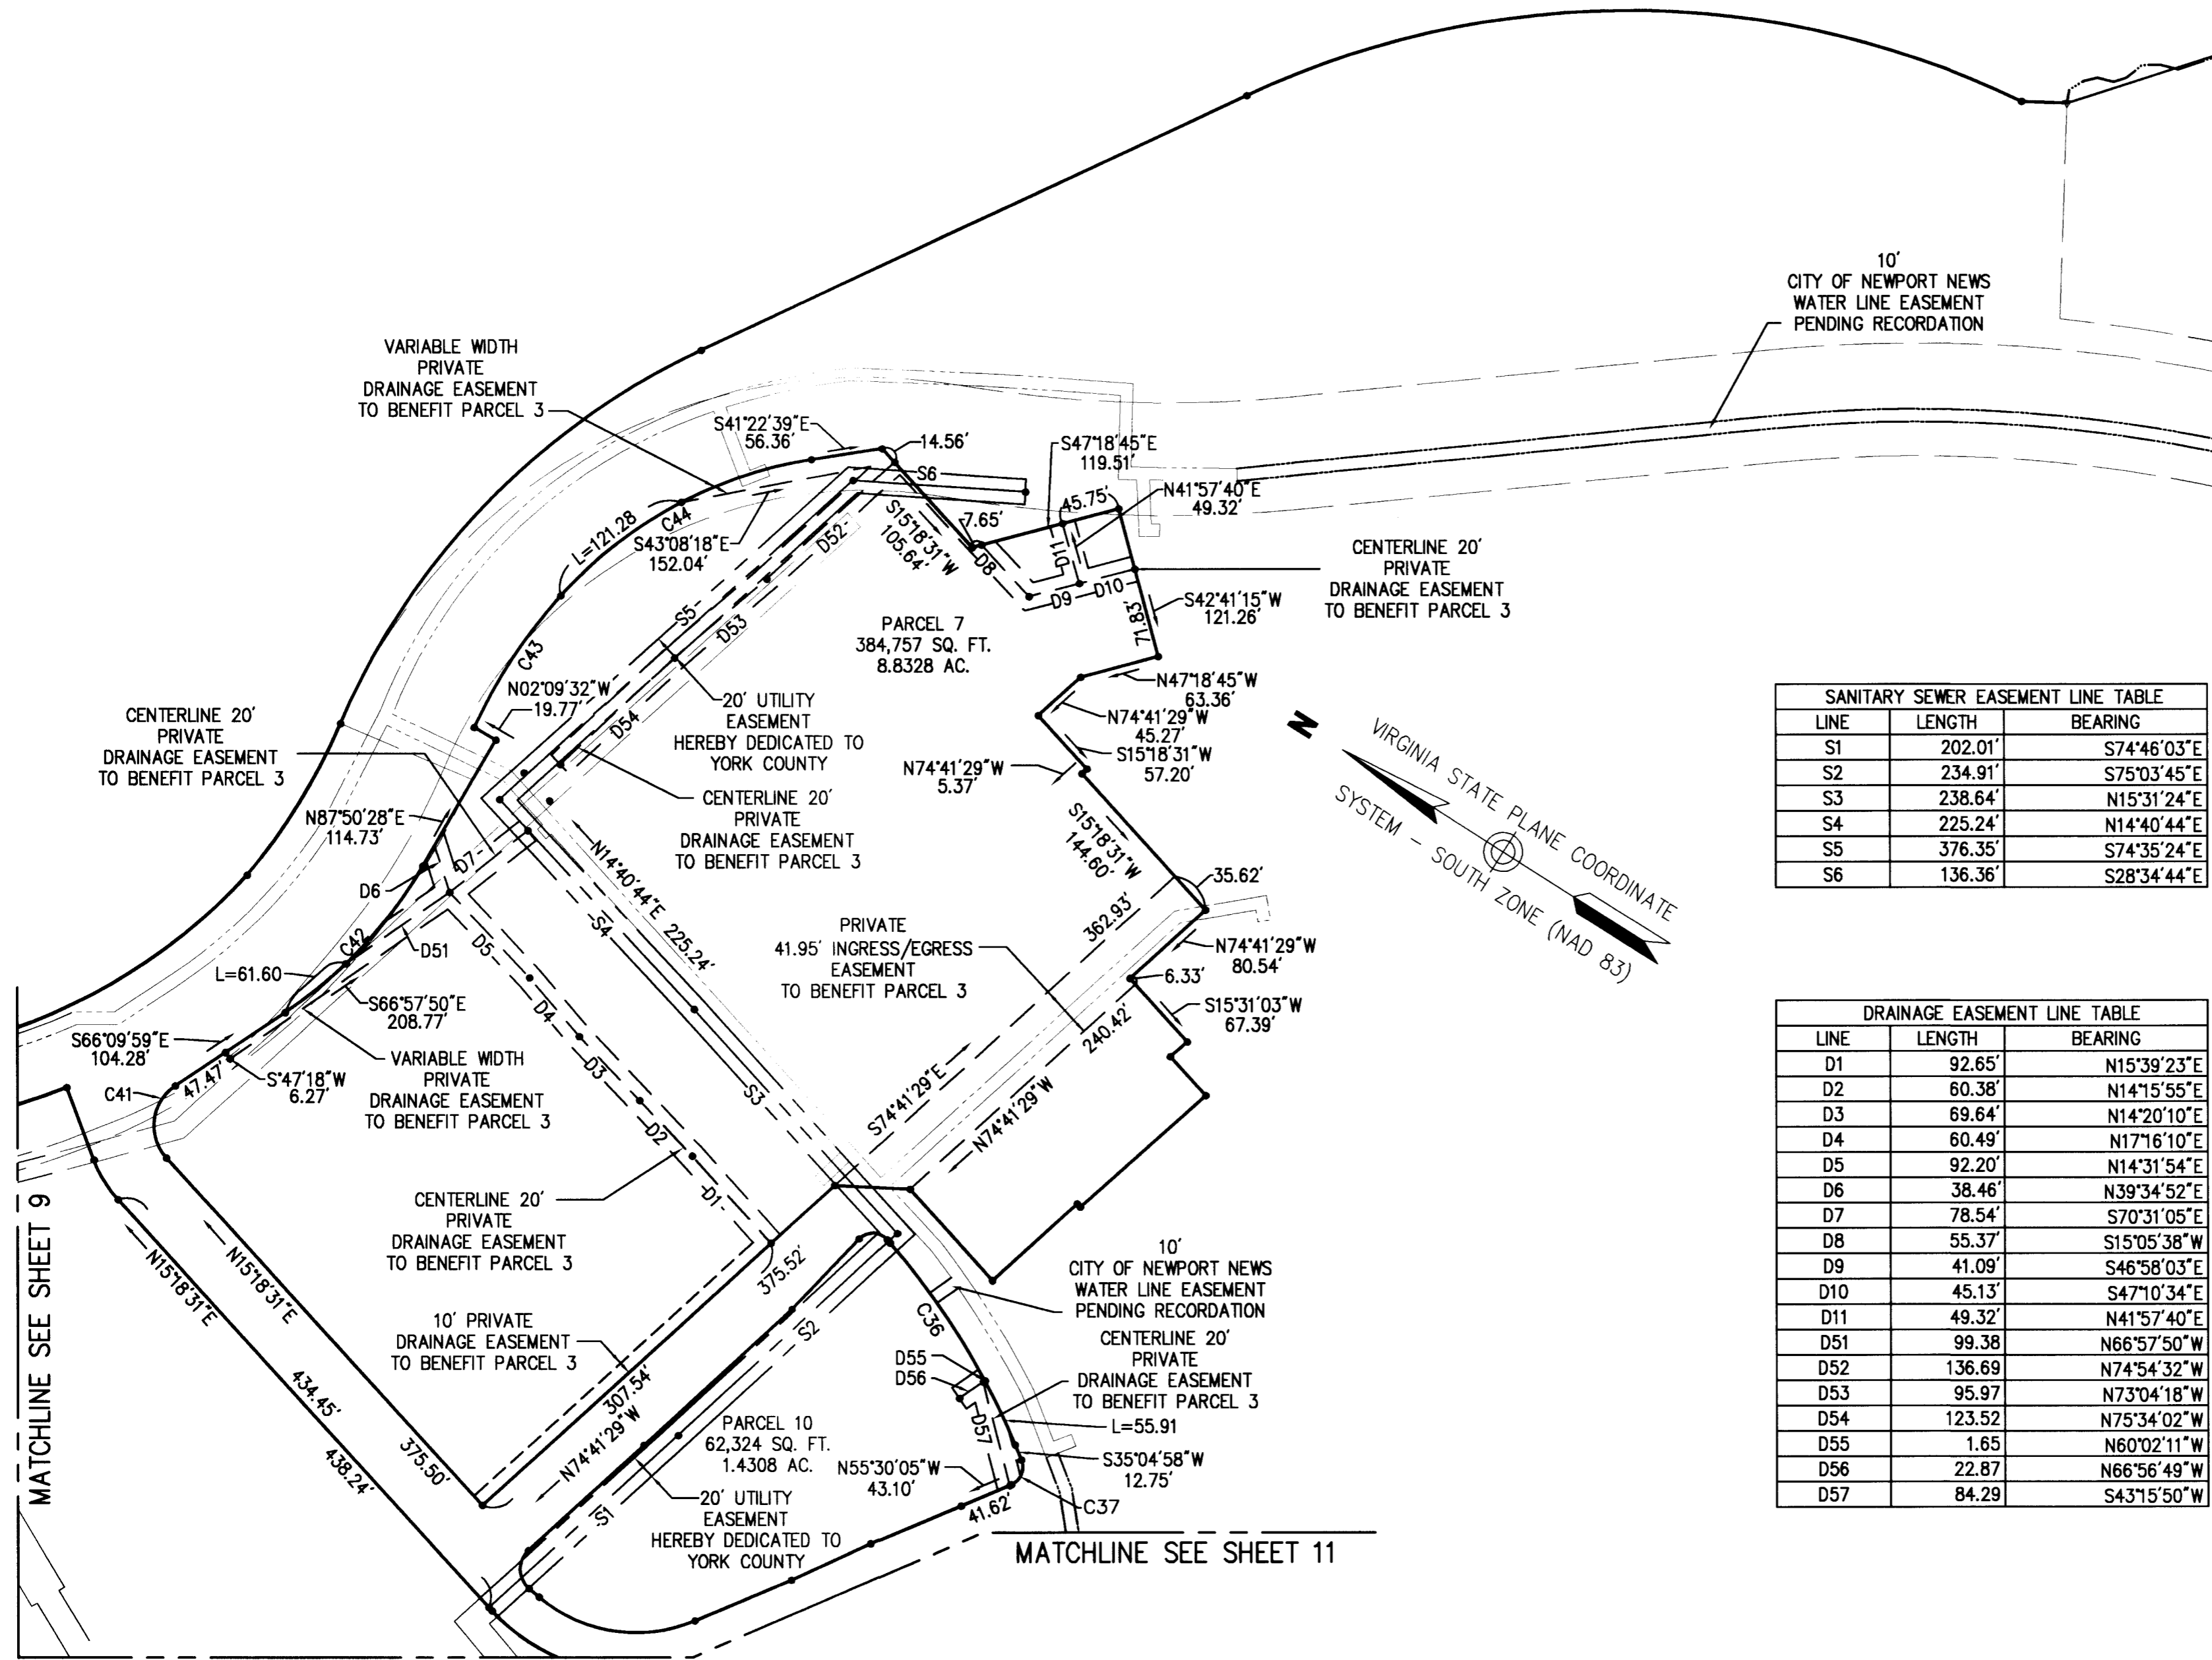 10'
CITY OF NEWPORT NEWS
WATER LINE EASEMENT
PENDING RECORDATION
VARIABLE WIDTH
PRIVATE
DRAINAGE EASEMENT
TO BENEFIT PARCEL 3
S41°22'39"E
56.36'
14.56'
S6
S47°18'45"E
119.51'
45.75'
N41°57'40"E
49.32'
7.65'
L=121.28
C44
S43°08'18"E
152.04'
D52
S15°18'31"W
105.64'
D8
D11
D9
D10
CENTERLINE 20'
PRIVATE
DRAINAGE EASEMENT
TO BENEFIT PARCEL 3
S42°41'15"W
121.26'
71.83'
S5
D53
PARCEL 7
384,757 SQ. FT.
8.8328 AC.
C43
N02°09'32"W
19.77'
N47°18'45"W
63.36'
N74°41'29"W
45.27'
S15°18'31"W
57.20'
N74°41'29"W
5.37'
20' UTILITY
EASEMENT
HEREBY DEDICATED TO
YORK COUNTY
D54
CENTERLINE 20'
PRIVATE
DRAINAGE EASEMENT
TO BENEFIT PARCEL 3
CENTERLINE 20'
PRIVATE
DRAINAGE EASEMENT
TO BENEFIT PARCEL 3
N87°50'28"E
114.73'
D7
D6
S15°18'31"W
144.60'
35.62'
N
VIRGINIA STATE PLANE COORDINATE
SYSTEM - SOUTH ZONE (NAD 83)
N14°40'44"E 225.24'
S4
D5
D51
C42
L=61.60
S66°57'50"E
208.77'
PRIVATE
41.95' INGRESS/EGRESS
EASEMENT
TO BENEFIT PARCEL 3
362.93'
N74°41'29"W
80.54'
6.33'
S15°31'03"W
67.39'
240.42'
S74°41'29"E
N74°41'29"W
S66°09'59"E
104.28'
47.47'
C41
S°47'18"W
6.27'
VARIABLE WIDTH
PRIVATE
DRAINAGE EASEMENT
TO BENEFIT PARCEL 3
D4
D3
S3
D2
D1
CENTERLINE 20'
PRIVATE
DRAINAGE EASEMENT
TO BENEFIT PARCEL 3
MATCHLINE SEE SHEET 9
N15°18'31"E
N15°18'31"E
375.52'
10' PRIVATE
DRAINAGE EASEMENT
TO BENEFIT PARCEL 3
S2
C36
10'
CITY OF NEWPORT NEWS
WATER LINE EASEMENT
PENDING RECORDATION
CENTERLINE 20'
PRIVATE
DRAINAGE EASEMENT
TO BENEFIT PARCEL 3
D55
D56
D57
L=55.91
S35°04'58"W
12.75'
434.45'
438.24'
375.50'
307.54'
N74°41'29"W
PARCEL 10
62,324 SQ. FT.
1.4308 AC.
N55°30'05"W
43.10'
41.62'
C37
S1
20' UTILITY
EASEMENT
HEREBY DEDICATED TO
YORK COUNTY
MATCHLINE SEE SHEET 11
SANITARY SEWER EASEMENT LINE TABLE
LINE LENGTH BEARING
S1 202.01' S74°46'03"E
S2 234.91' S75°03'45"E
S3 238.64' N15°31'24"E
S4 225.24' N14°40'44"E
S5 376.35' S74°35'24"E
S6 136.36' S28°34'44"E
DRAINAGE EASEMENT LINE TABLE
LINE LENGTH BEARING
D1 92.65' N15°39'23"E
D2 60.38' N14°15'55"E
D3 69.64' N14°20'10"E
D4 60.49' N17°16'10"E
D5 92.20' N14°31'54"E
D6 38.46' N39°34'52"E
D7 78.54' S70°31'05"E
D8 55.37' S15°05'38"W
D9 41.09' S46°58'03"E
D10 45.13' S47°10'34"E
D11 49.32' N41°57'40"E
D51 99.38 N66°57'50"W
D52 136.69 N74°54'32"W
D53 95.97 N73°04'18"W
D54 123.52 N75°34'02"W
D55 1.65 N60°02'11"W
D56 22.87 N66°56'49"W
D57 84.29 S43°15'50"W